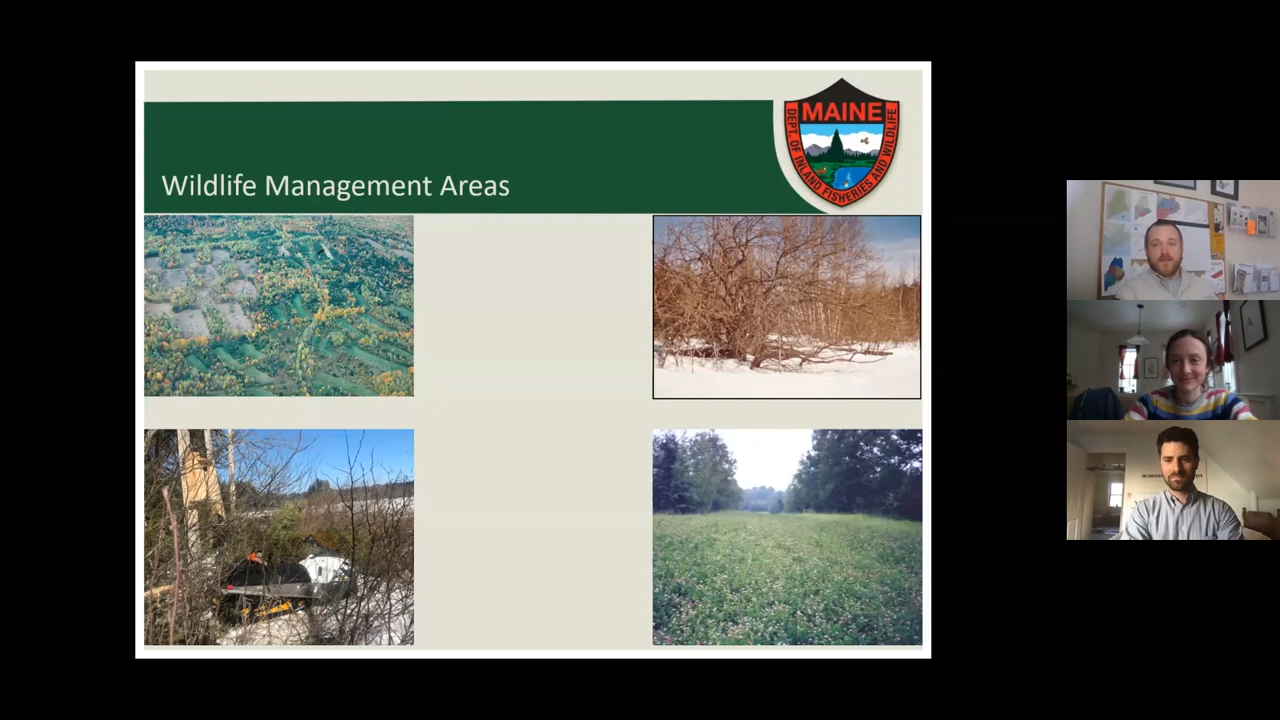 Wildlife Management Areas
MAINE
DEPT. OF INLAND FISHERIES AND WILDLIFE